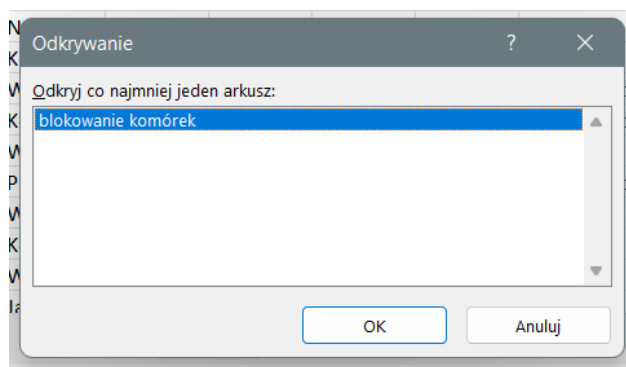 N
Odkrywanie ? ×
K
W
Odkryj co najmniej jeden arkusz:
K
blokowanie komórek
W
P
W
K
W
OK Anuluj